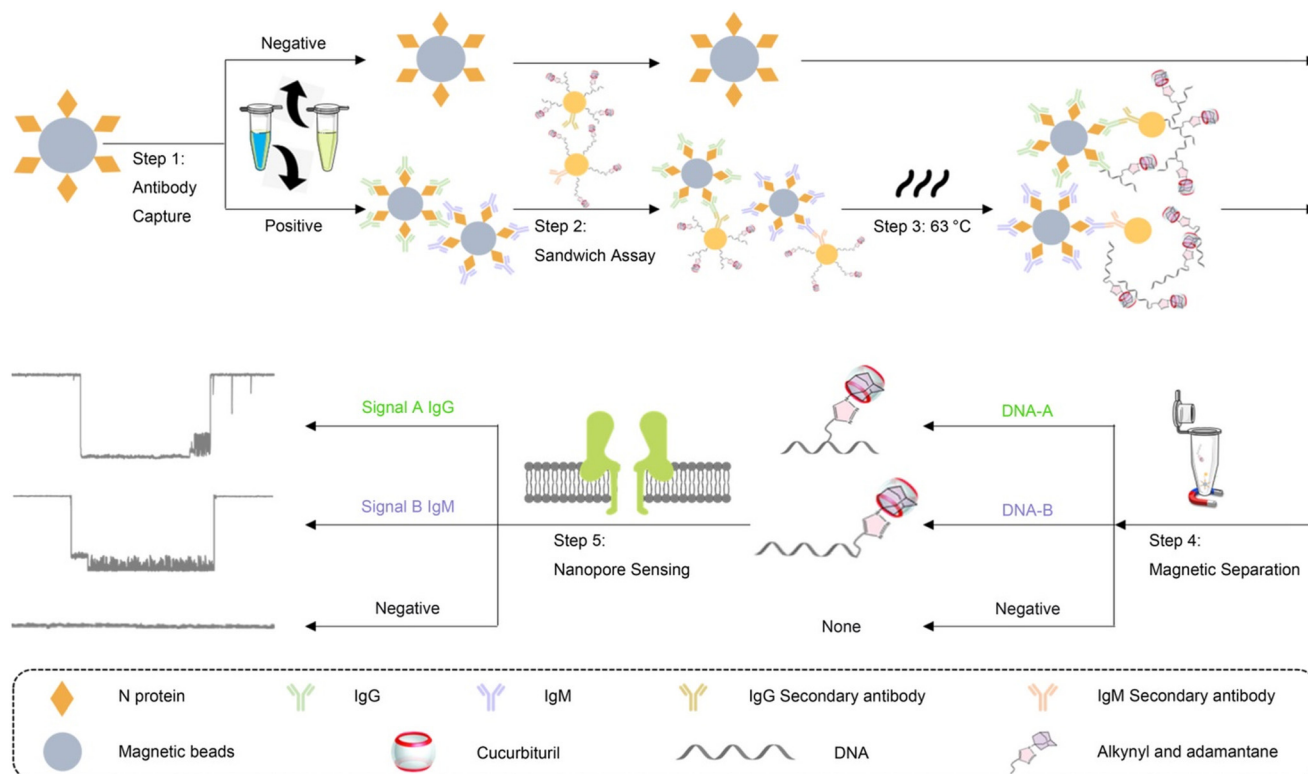 Negative
Step 1:
Antibody
Capture
Positive
Step 2:
Sandwich Assay
Step 3: 63 °C
Signal A IgG
DNA-A
Signal B IgM
DNA-B
Step 5:
Nanopore Sensing
Step 4:
Magnetic Separation
Negative
None
Negative
N protein
IgG
IgM
IgG Secondary antibody
IgM Secondary antibody
Magnetic beads
Cucurbituril
DNA
Alkynyl and adamantane